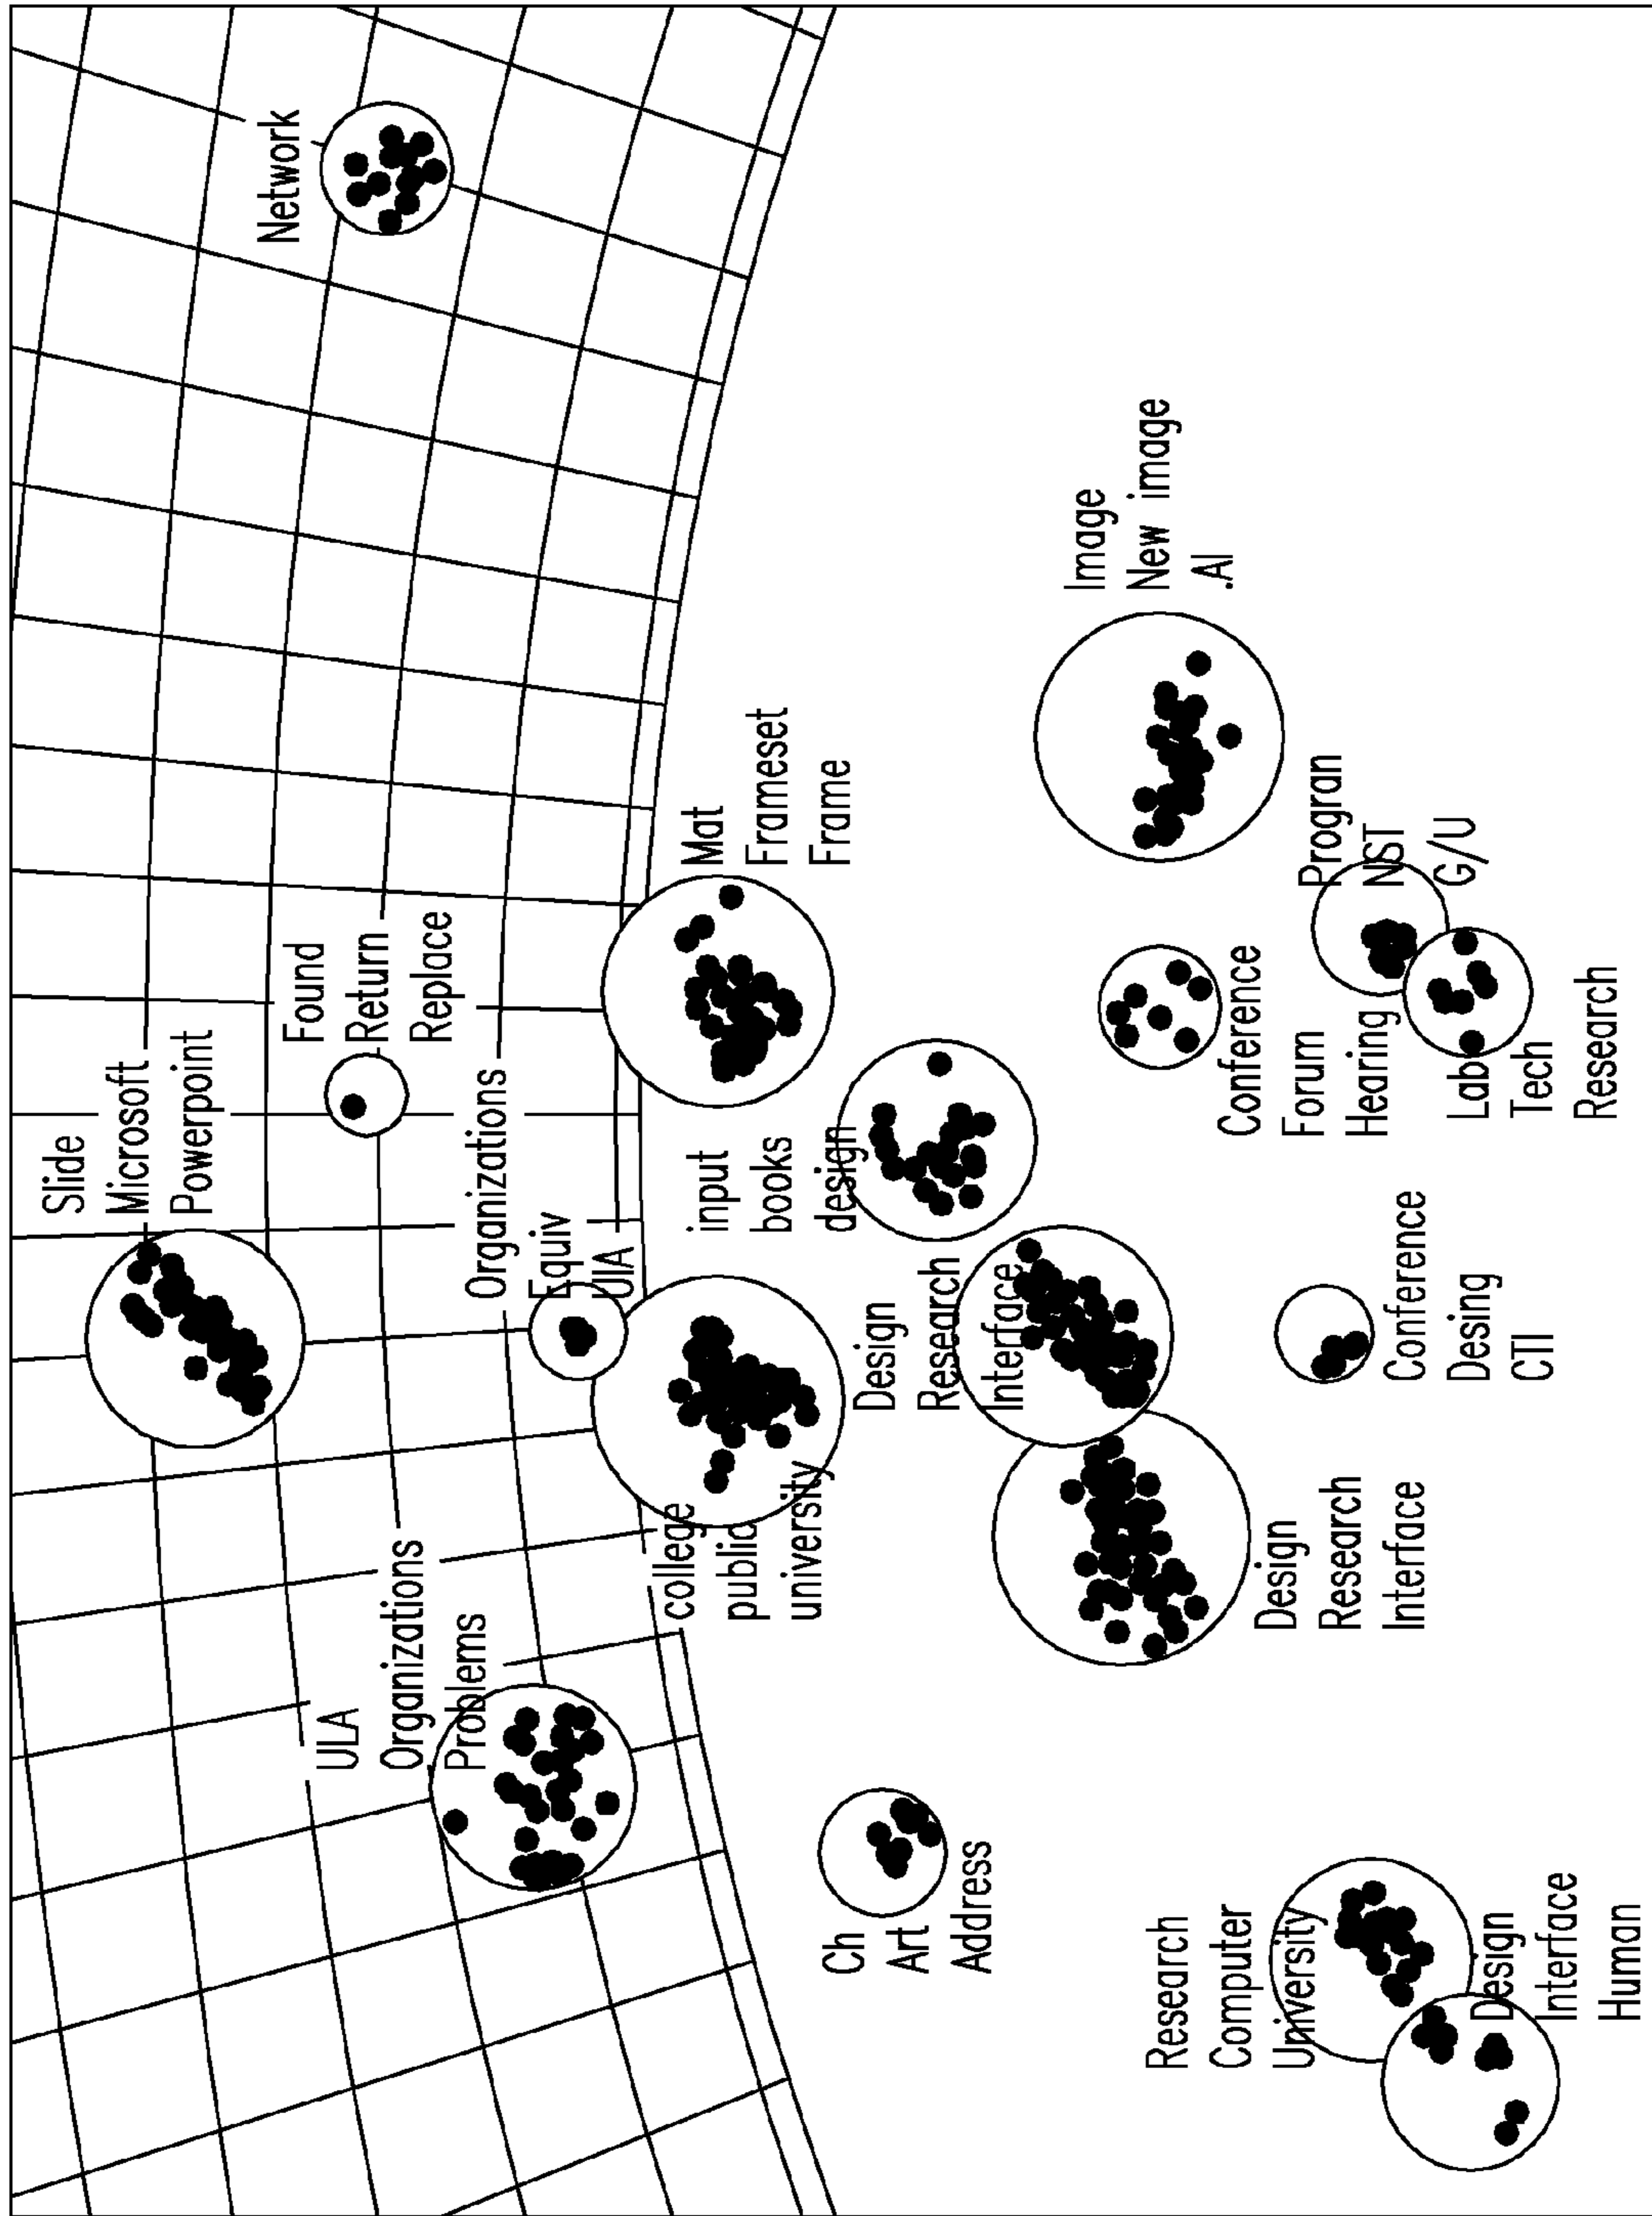 Network
Slide
Microsoft
Powerpoint
Found
Return
Replace
Organizations
Equiv
UIA
ULA
Organizations
Problems
Mat
Frameset
Frame
input
books
design
college
public
university
Design
Research
Interface
Image
New image
.AI
Progran
NST
G/U
Conference
Forum
Hearing
Lab
Tech
Research
Conference
Desing
CTI
Design
Research
Interface
Ch
Art
Address
Research
Computer
University
Design
Interface
Human